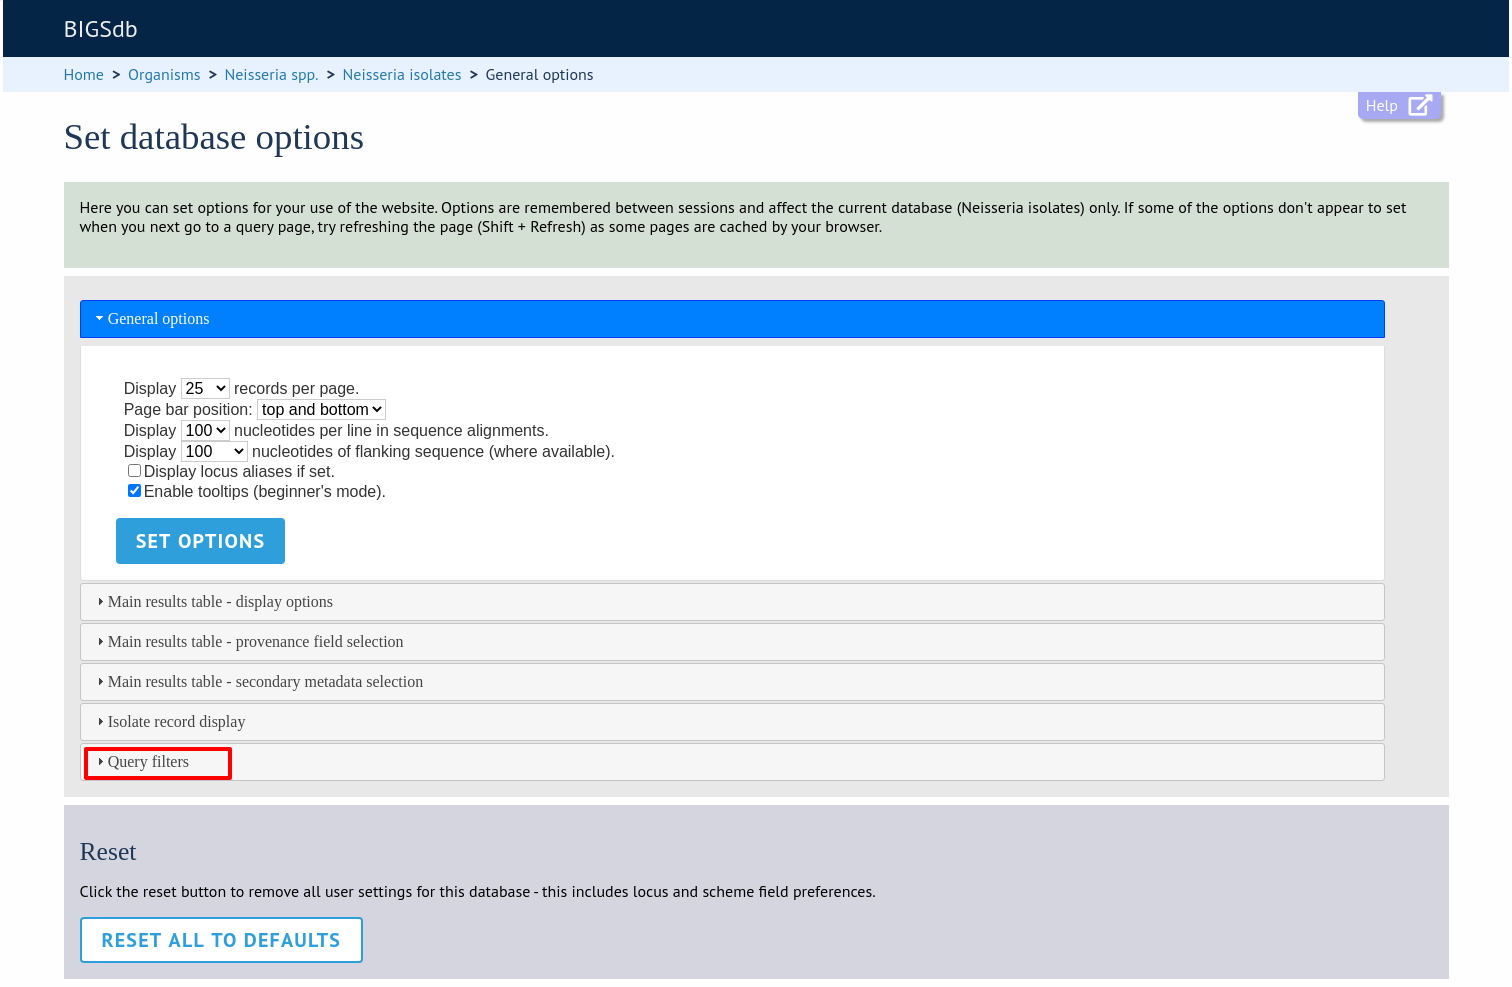 BIGSdb
Home > Organisms > Neisseria spp. > Neisseria isolates > General options
Help
Set database options
Here you can set options for your use of the website. Options are remembered between sessions and affect the current database (Neisseria isolates) only. If some of the options don't appear to set
when you next go to a query page, try refreshing the page (Shift + Refresh) as some pages are cached by your browser.
General options
Display 25 records per page.
Page bar position: top and bottom
Display 100 nucleotides per line in sequence alignments.
Display 100 nucleotides of flanking sequence (where available).
Display locus aliases if set.
Enable tooltips (beginner's mode).
SET OPTIONS
Main results table - display options
Main results table - provenance field selection
Main results table - secondary metadata selection
Isolate record display
Query filters
Reset
Click the reset button to remove all user settings for this database - this includes locus and scheme field preferences.
RESET ALL TO DEFAULTS